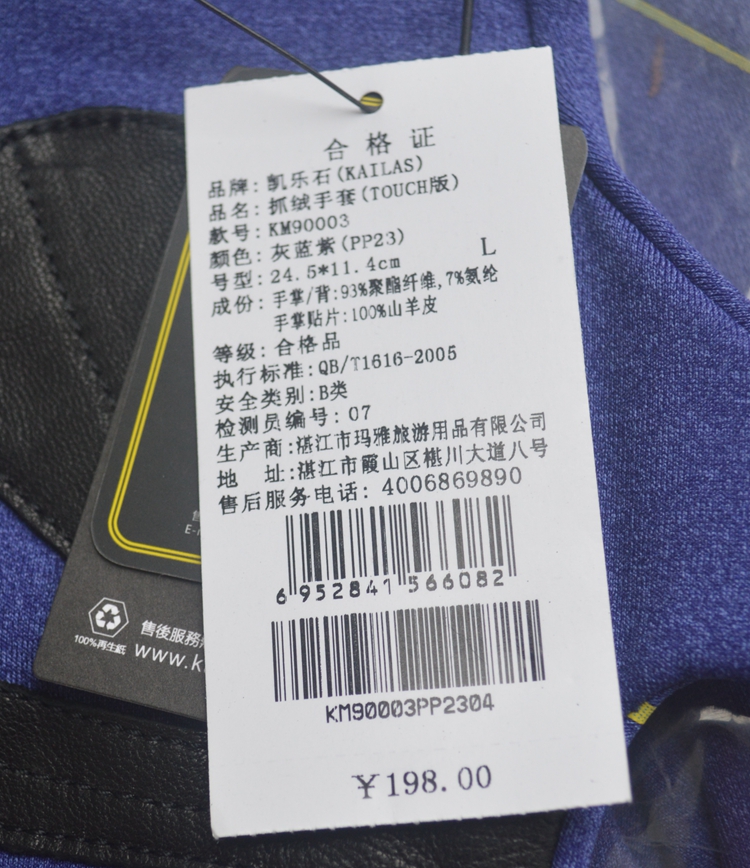 合格证
品牌:凯乐石(KAILAS)
品名:抓绒手套(TOUCH版)
款号:KM90003
颜色:灰蓝紫(PP23)
号型:24.5*11.4cm L
成份:手掌/背:93%聚酯纤维,7%氨纶
手掌贴片:100%山羊皮
等级:合格品
执行标准:QB/T1616-2005
安全类别:B类
检测员编号:07
生产商:湛江市玛雅旅游用品有限公司
地 址:湛江市霞山区椹川大道八号
售后服务电话:4006869890
6 952841 566082
KM90003PP2304
¥198.00
100%再生紙
售後服務
www.k